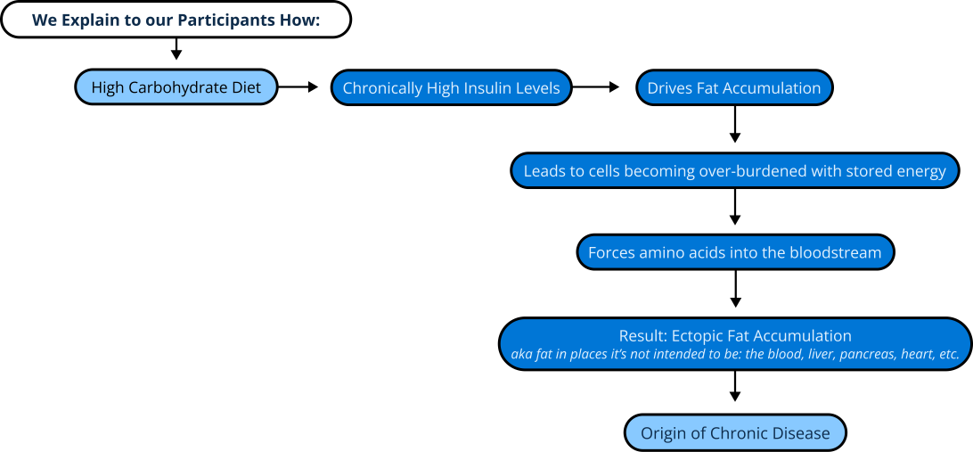 We Explain to our Participants How:
High Carbohydrate Diet
Chronically High Insulin Levels
Drives Fat Accumulation
Leads to cells becoming over-burdened with stored energy
Forces amino acids into the bloodstream
Result: Ectopic Fat Accumulation
aka fat in places it’s not intended to be: the blood, liver, pancreas, heart, etc.
Origin of Chronic Disease